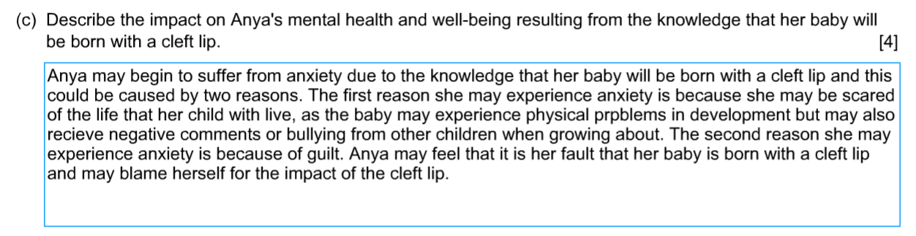 (c) Describe the impact on Anya's mental health and well-being resulting from the knowledge that her baby will
be born with a cleft lip. [4]
Anya may begin to suffer from anxiety due to the knowledge that her baby will be born with a cleft lip and this
could be caused by two reasons. The first reason she may experience anxiety is because she may be scared
of the life that her child with live, as the baby may experience physical prpblems in development but may also
recieve negative comments or bullying from other children when growing about. The second reason she may
experience anxiety is because of guilt. Anya may feel that it is her fault that her baby is born with a cleft lip
and may blame herself for the impact of the cleft lip.